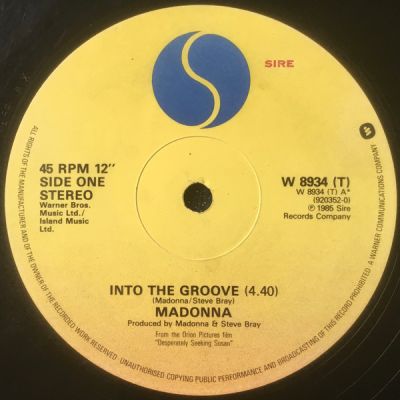 SIRE
45 RPM 12"
SIDE ONE
STEREO
Warner Bros.
Music Ltd./
Island Music
Ltd.
W 8934 (T)
W 8934 (T) A*
(920352-0)
℗ 1985 Sire
Records Company
INTO THE GROOVE (4.40)
(Madonna/Steve Bray)
MADONNA
Produced by Madonna & Steve Bray
From the Orion Pictures film
"Desperately Seeking Susan"
ALL RIGHTS OF THE MANUFACTURER AND OF THE OWNER OF THE RECORDED WORK RESERVED UNAUTHORISED COPYING PUBLIC PERFORMANCE AND BROADCASTING OF THIS RECORD PROHIBITED A WARNER COMMUNICATIONS COMPANY.